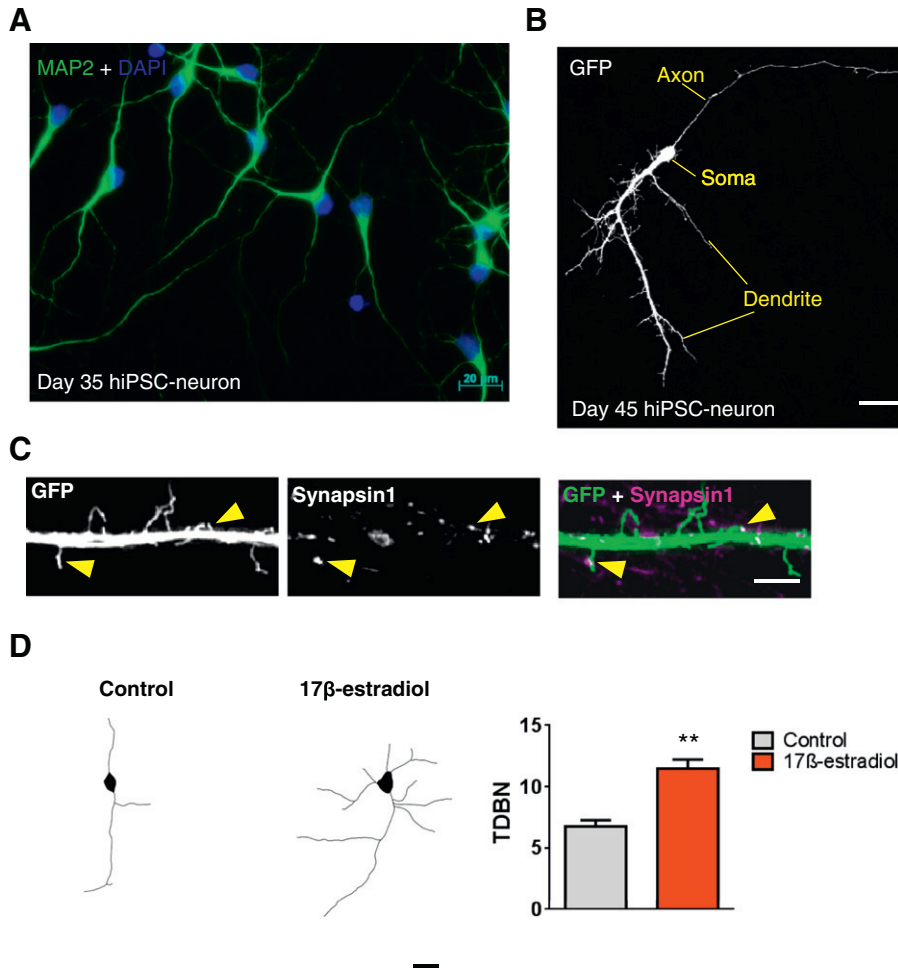 A
MAP2 + DAPI
Day 35 hiPSC-neuron
20 µm
B
GFP
Axon
Soma
Dendrite
Day 45 hiPSC-neuron
C
GFP
Synapsin1
GFP + Synapsin1
D
Control
17β-estradiol
TDBN
15
10
5
0
**
Control
17ß-estradiol